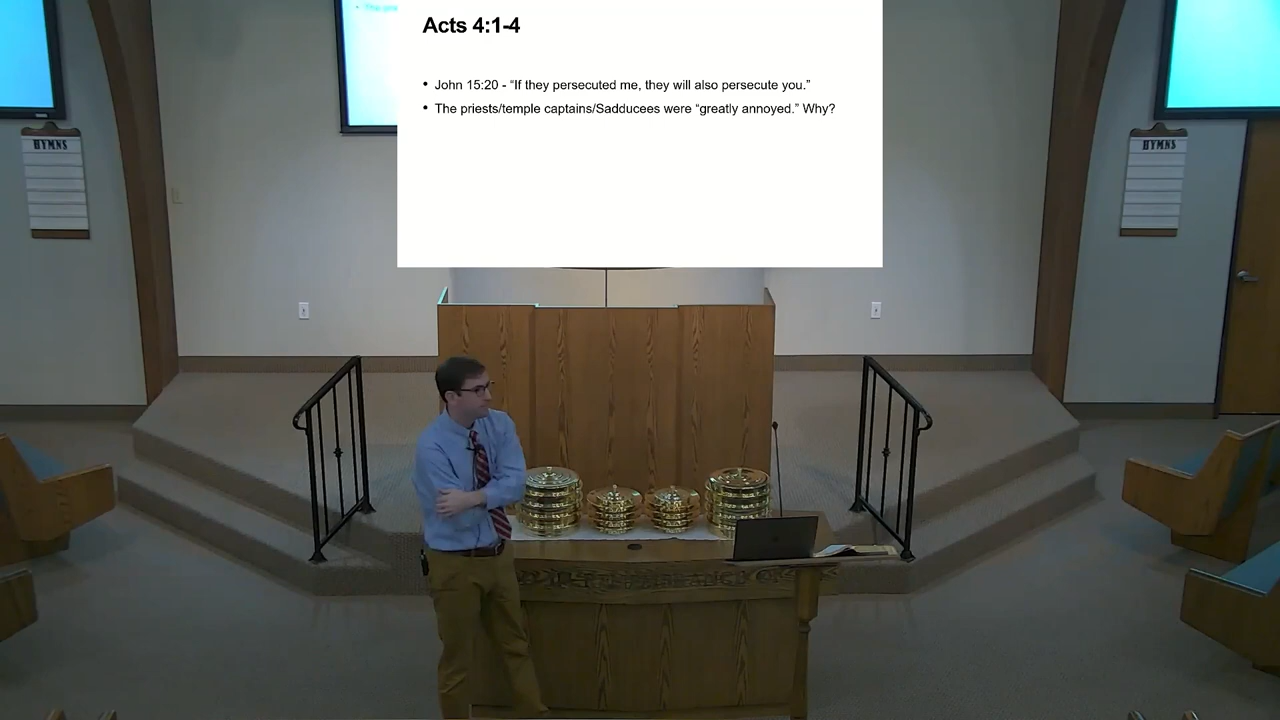 Acts 4:1-4
• John 15:20 - “If they persecuted me, they will also persecute you.”
• The priests/temple captains/Sadducees were “greatly annoyed.” Why?
HYMNS
HYMNS